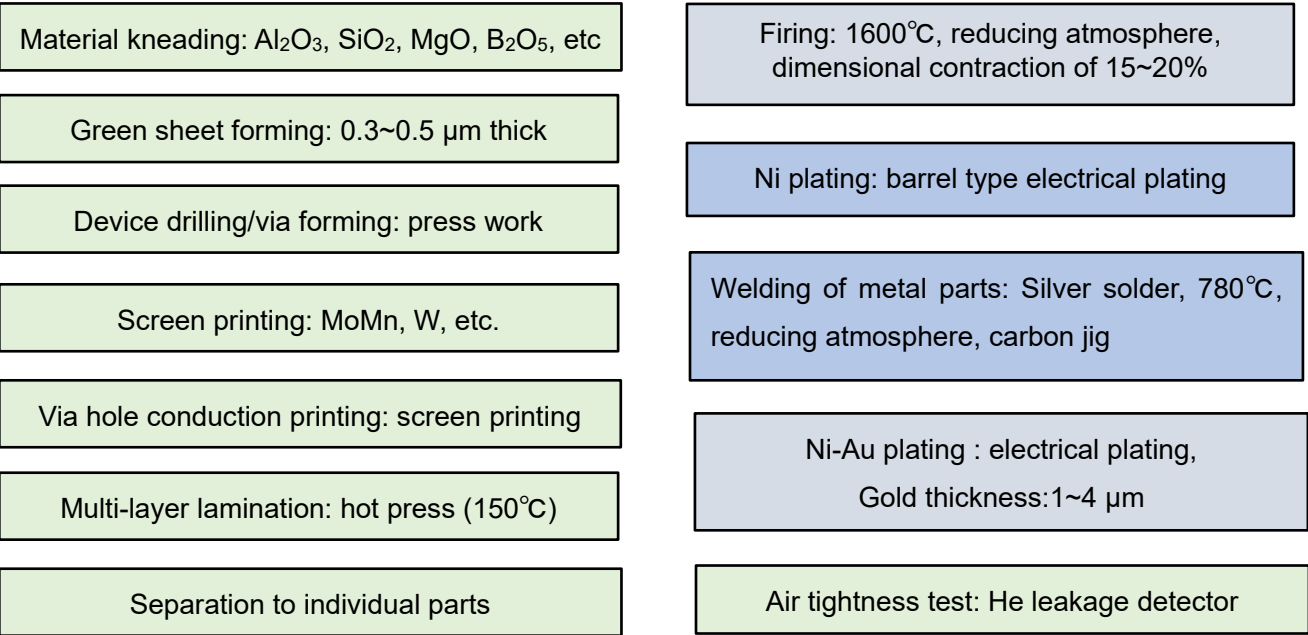 Material kneading: Al₂O₃, SiO₂, MgO, B₂O₅, etc
Green sheet forming: 0.3~0.5 µm thick
Device drilling/via forming: press work
Screen printing: MoMn, W, etc.
Via hole conduction printing: screen printing
Multi-layer lamination: hot press (150℃)
Separation to individual parts
Firing: 1600℃, reducing atmosphere,
dimensional contraction of 15~20%
Ni plating: barrel type electrical plating
Welding of metal parts: Silver solder, 780℃,
reducing atmosphere, carbon jig
Ni-Au plating : electrical plating,
Gold thickness:1~4 µm
Air tightness test: He leakage detector